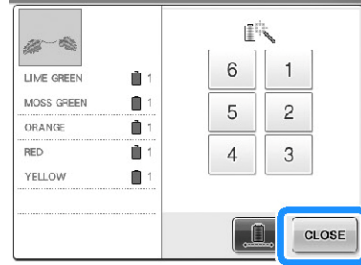 LIME GREEN 1
MOSS GREEN 1
ORANGE 1
RED 1
YELLOW 1
6 1
5 2
4 3
CLOSE